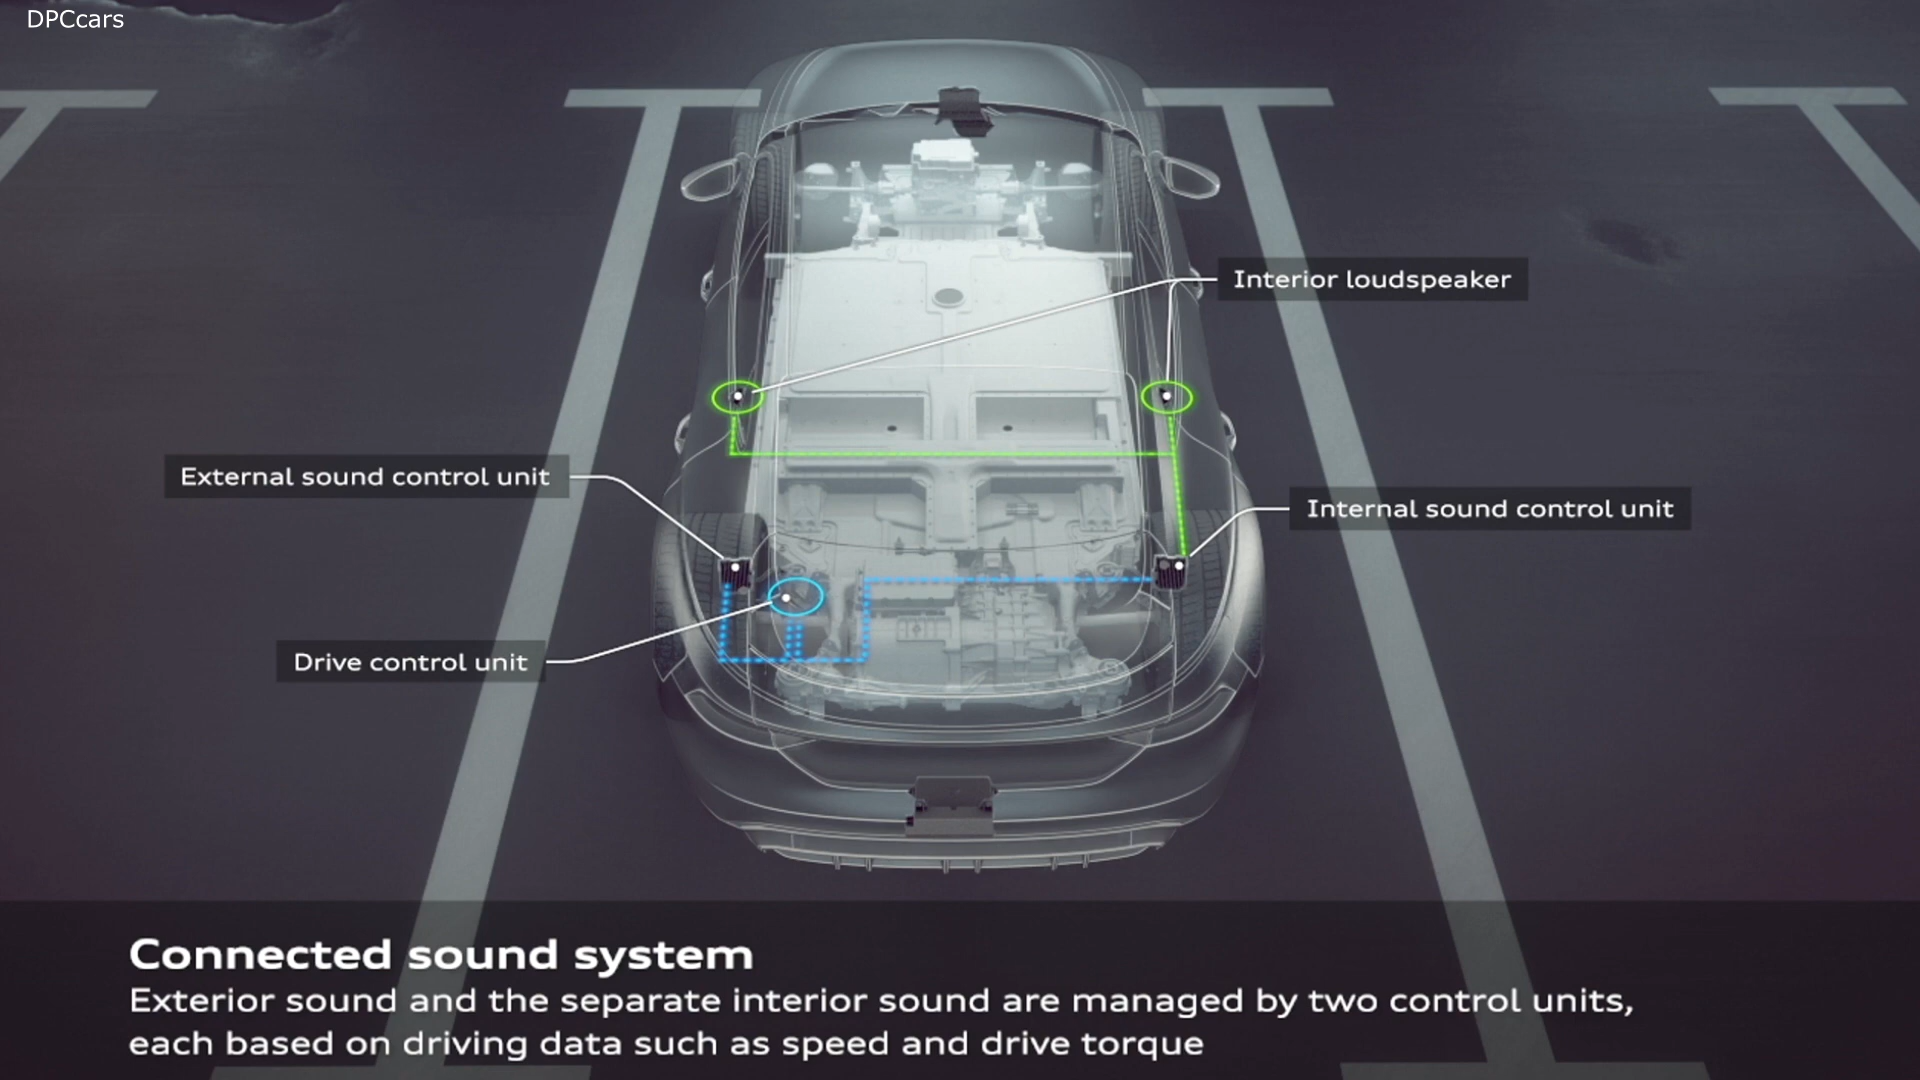 DPCcars
Interior loudspeaker
External sound control unit
Internal sound control unit
Drive control unit
Connected sound system
Exterior sound and the separate interior sound are managed by two control units,
each based on driving data such as speed and drive torque